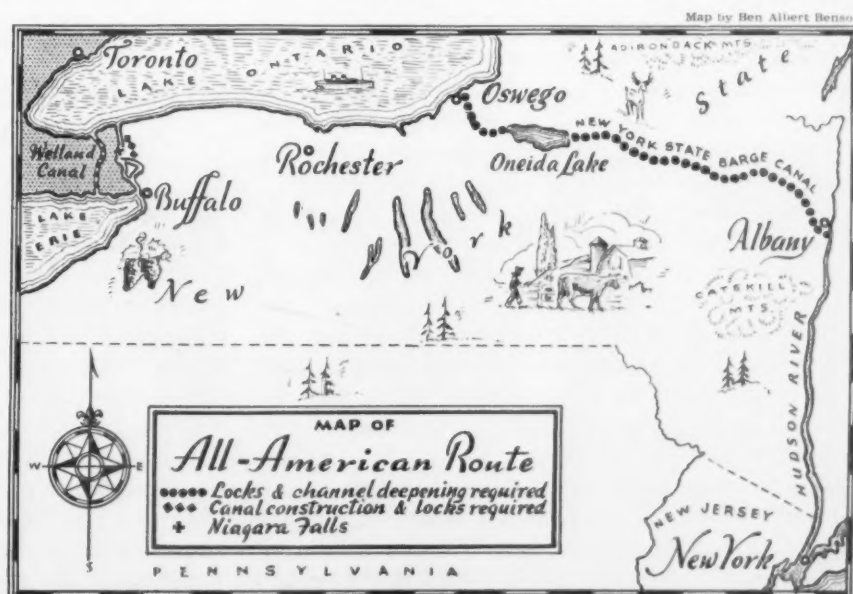 Map by Ben Albert Benso
Toronto
LAKE ONTARIO
ADIRONDACK MTS.
State
Oswego
NEW YORK STATE BARGE CANAL
Welland
Canal
Rochester
Oneida Lake
Buffalo
LAKE
ERIE
Albany
New York
CATSKILL
MTS.
HUDSON RIVER
MAP OF
All-American Route
Locks & channel deepening required
Canal construction & locks required
Niagara Falls
W E
S
NEW JERSEY
New York
PENNSYLVANIA